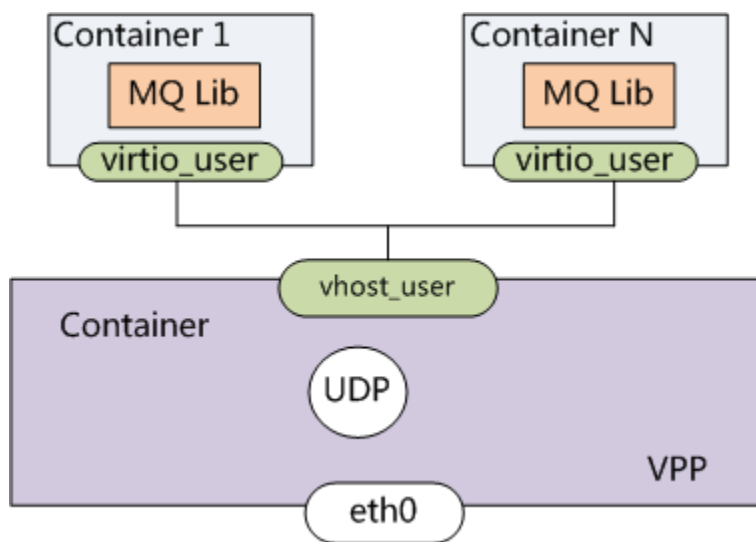 Container 1
MQ Lib
virtio_user
Container N
MQ Lib
virtio_user
vhost_user
Container
UDP
VPP
eth0